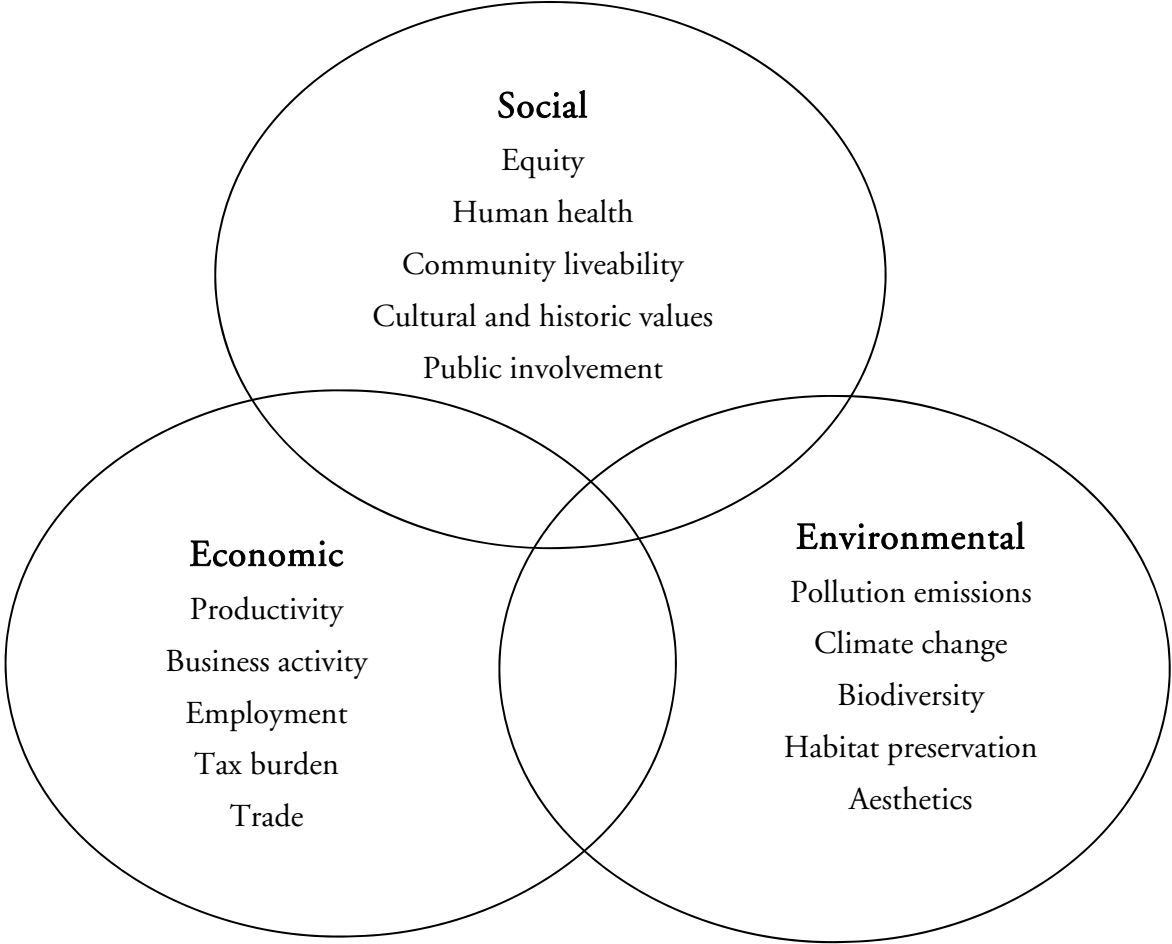 Social
Equity
Human health
Community liveability
Cultural and historic values
Public involvement
Economic
Productivity
Business activity
Employment
Tax burden
Trade
Environmental
Pollution emissions
Climate change
Biodiversity
Habitat preservation
Aesthetics